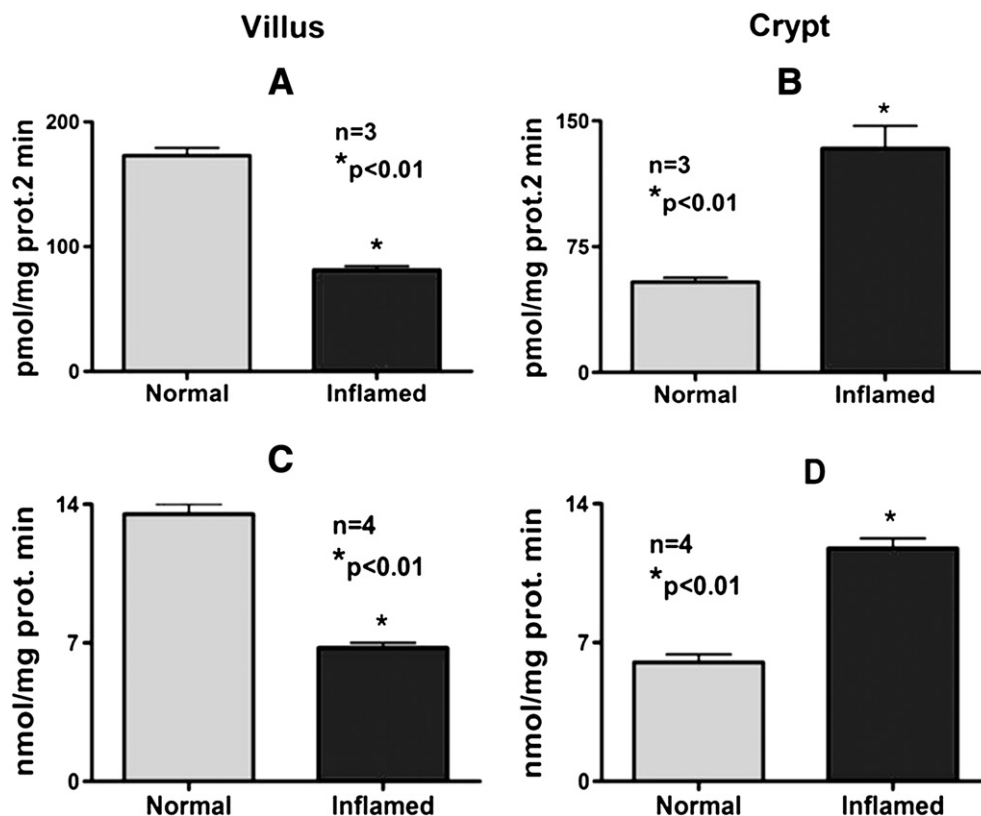 Villus
Crypt
A
pmol/mg prot.2 min
200
100
0
n=3
*p<0.01
*
Normal
Inflamed
B
pmol/mg prot.2 min
150
75
0
n=3
*p<0.01
*
Normal
Inflamed
C
nmol/mg prot. min
14
7
0
n=4
*p<0.01
*
Normal
Inflamed
D
nmol/mg prot. min
14
7
0
n=4
*p<0.01
*
Normal
Inflamed